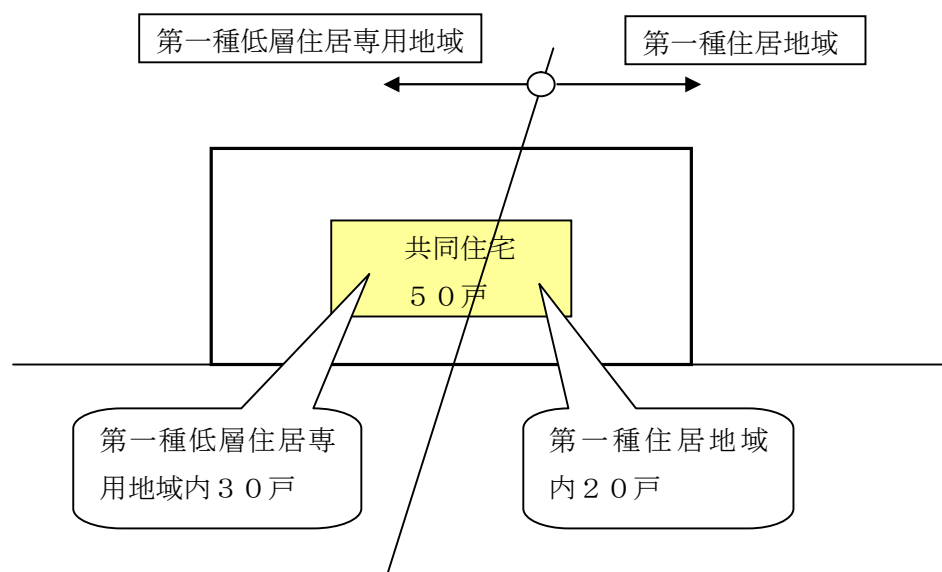 第一種低層住居専用地域
第一種住居地域
共同住宅
５０戸
第一種低層住居専
用地域内３０戸
第一種住居地域
内２０戸